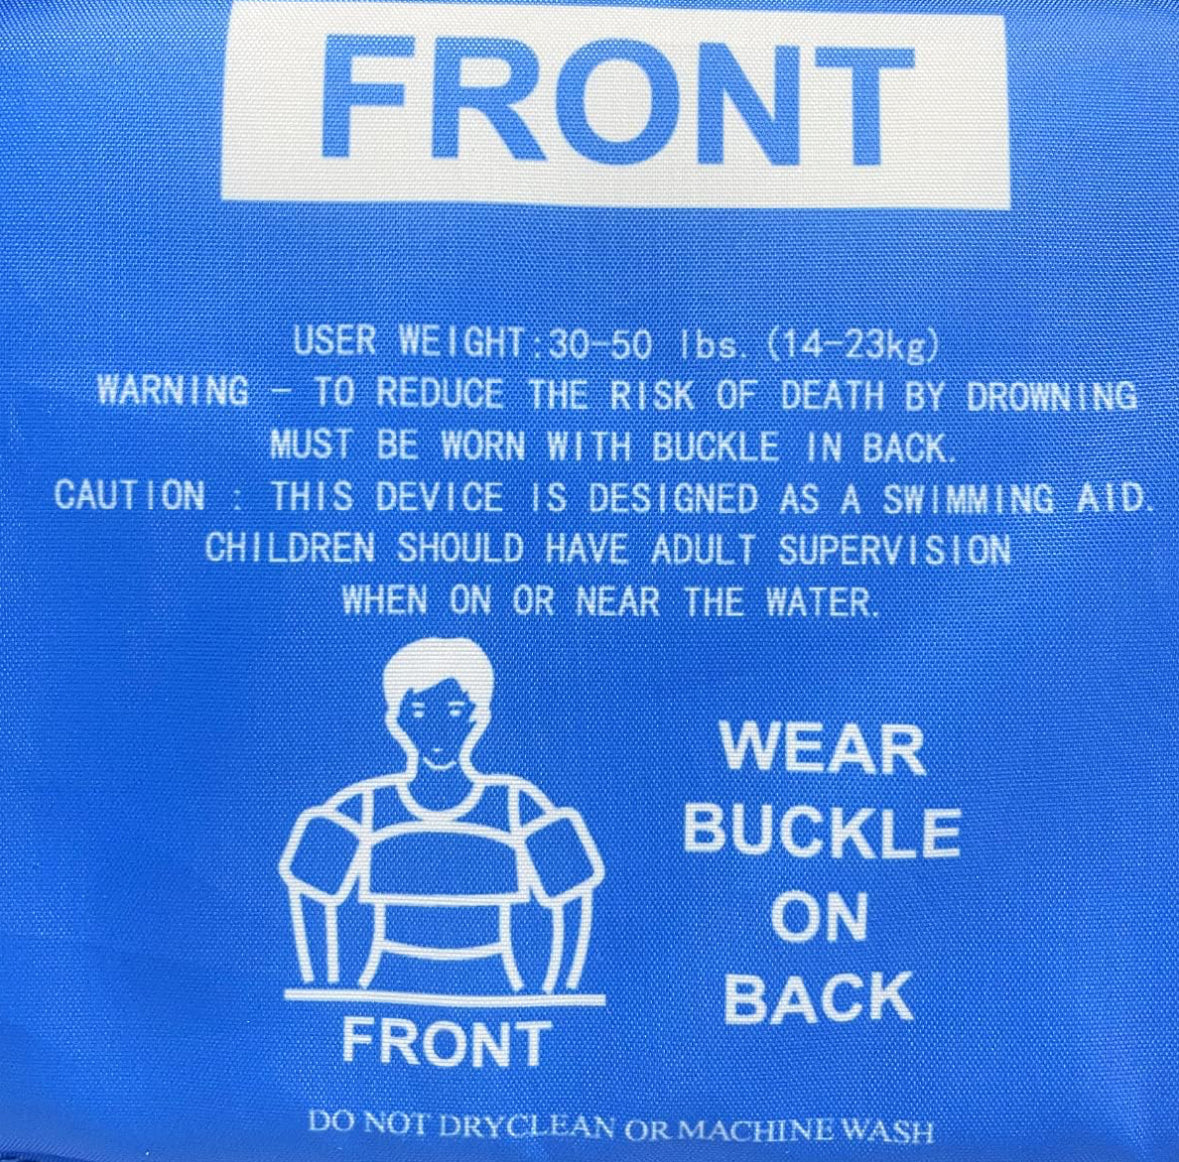 FRONT
USER WEIGHT:30-50 lbs. (14-23kg)
WARNING - TO REDUCE THE RISK OF DEATH BY DROWNING
MUST BE WORN WITH BUCKLE IN BACK.
CAUTION : THIS DEVICE IS DESIGNED AS A SWIMMING AID.
CHILDREN SHOULD HAVE ADULT SUPERVISION
WHEN ON OR NEAR THE WATER.
WEAR
BUCKLE
ON
BACK
FRONT
DO NOT DRYCLEAN OR MACHINE WASH